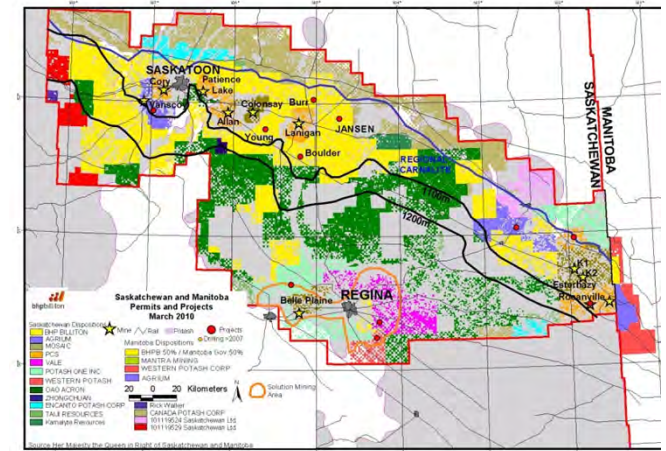 SASKATOON
Patience
Cory
Lake
Vanscoy
Colonsay
Burr
Allan
Lanigan
JANSEN
Young
Boulder
REGIONAL
CARNALITE
SASKATCHEWAN
MANITOBA
1100m
1200m
K1
K2
Esterhazy
Rocanville
Belle Plaine
REGINA
bhpbilliton
Saskatchewan and Manitoba
Permits and Projects
March 2010
Mine
Rail
Potash
Projects
Drilling >2007
Saskatchewan Dispositions
BHP BILLITON
AGRIUM
MOSAIC
PCS
VALE
POTASH ONE INC
WESTERN POTASH
OAO ACRON
ZHONGCHUAN
ENCANTO POTASH CORP
TALU RESOURCES
Kamalyia Resources
Manitoba Dispositions
BHPB 50% / Manitoba Gov 50%
MANTRA MINING
WESTERN POTASH CORP
AGRIUM
20 0 20 Kilometers
N
Rick Walker
CANADA POTASH CORP
101119524 Saskatchewan Ltd
101119529 Saskatchewan Ltd
Solution Mining
Area
Source Her Majesty the Queen in Right of Saskatchewan and Manitoba